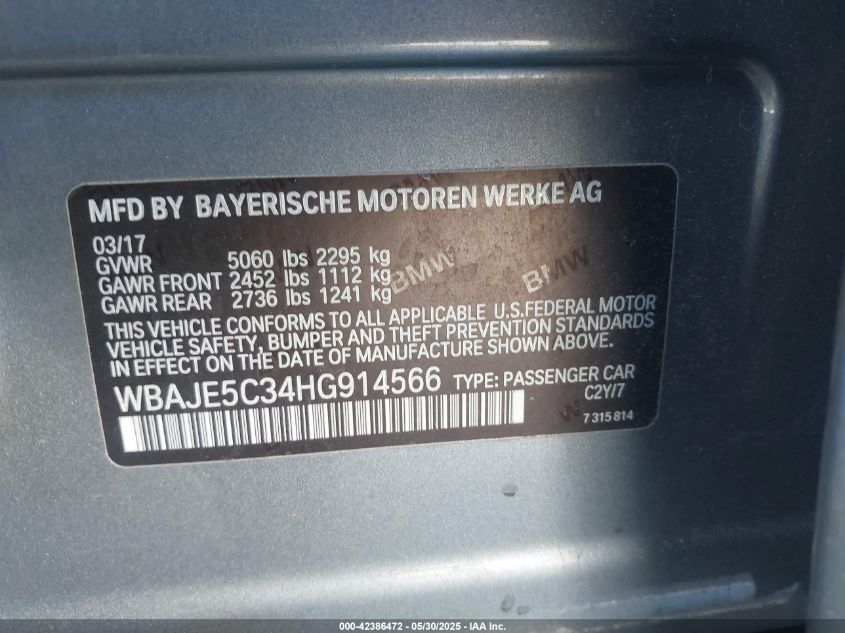 MFD BY BAYERISCHE MOTOREN WERKE AG
03/17
GVWR 5060 lbs 2295 kg
GAWR FRONT 2452 lbs 1112 kg
GAWR REAR 2736 lbs 1241 kg
BMW BMW
THIS VEHICLE CONFORMS TO ALL APPLICABLE U.S.FEDERAL MOTOR
VEHICLE SAFETY, BUMPER AND THEFT PREVENTION STANDARDS
IN EFFECT ON THE DATE OF MANUFACTURE SHOWN ABOVE.
WBAJE5C34HG914566 TYPE: PASSENGER CAR
C2Y/7
7 315 814
000-42386472 — 05/30/2025 — IAA Inc.